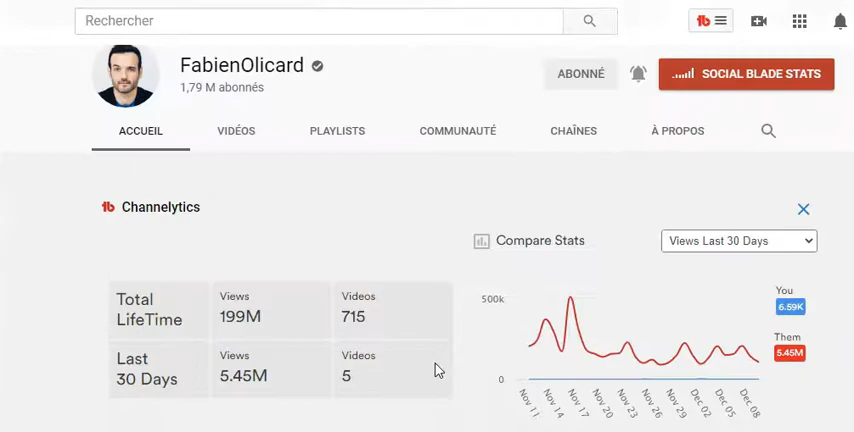 Rechercher
FabienOlicard
1,79 M abonnés
ABONNÉ
SOCIAL BLADE STATS
ACCUEIL VIDÉOS PLAYLISTS COMMUNAUTÉ CHAÎNES À PROPOS
Channelytics
Compare Stats
Views Last 30 Days
Total LifeTime
Views
199M
Videos
715
Last 30 Days
Views
5.45M
Videos
5
500k
0
Nov 11
Nov 14
Nov 17
Nov 20
Nov 23
Nov 26
Nov 29
Dec 02
Dec 05
Dec 08
You
6.59K
Them
5.45M